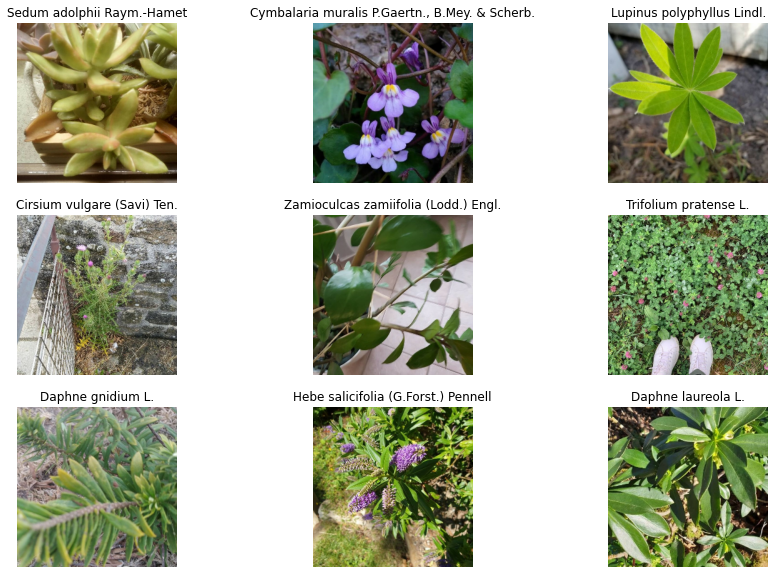 Sedum adolphii Raym.-Hamet
Cymbalaria muralis P.Gaertn., B.Mey. & Scherb.
Lupinus polyphyllus Lindl.
Cirsium vulgare (Savi) Ten.
Zamioculcas zamiifolia (Lodd.) Engl.
Trifolium pratense L.
Daphne gnidium L.
Hebe salicifolia (G.Forst.) Pennell
Daphne laureola L.